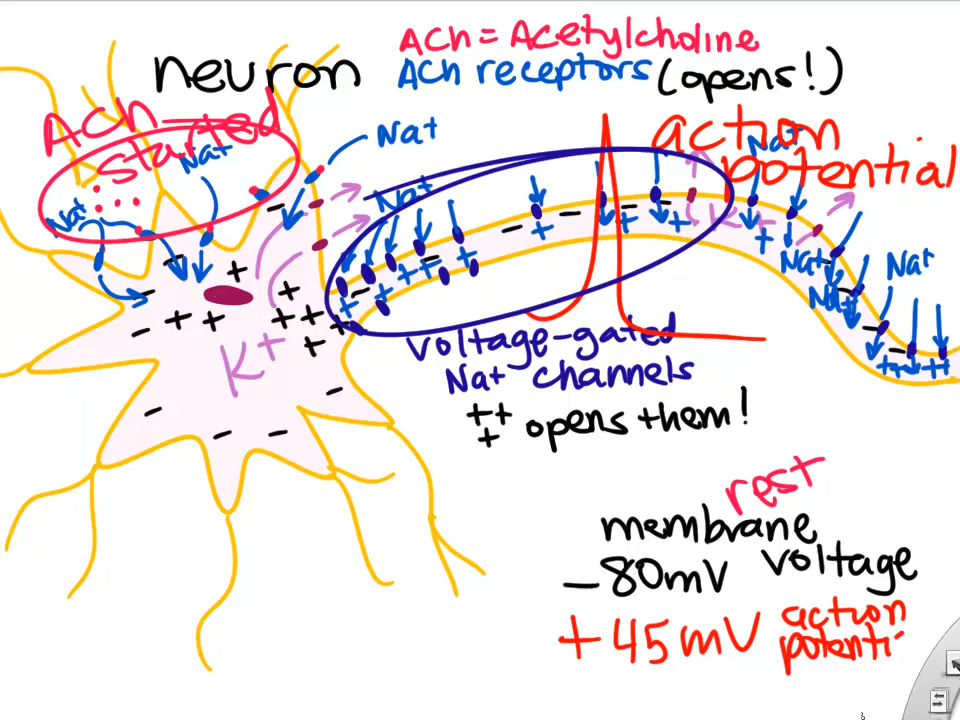 ACh = Acetylcholine
neuron
ACh receptors (opens!)
ACh
started
action
potential
Na+
Na+
Na+
Na+
Na+
Na+
K+
Na+
Na+
K+
voltage-gated
Na+ channels
+++ opens them!
rest
membrane
voltage
-80mV
+45mV
action
potenti